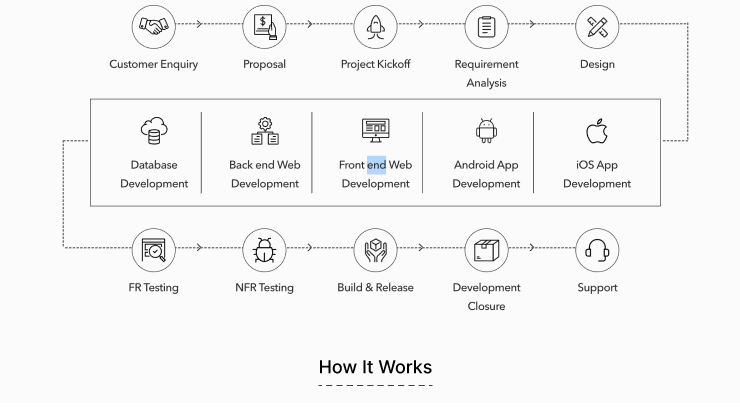 Customer Enquiry
Proposal
Project Kickoff
Requirement
Analysis
Design
Database
Development
Back end Web
Development
Front end Web
Development
Android App
Development
iOS App
Development
FR Testing
NFR Testing
Build & Release
Development
Closure
Support
How It Works